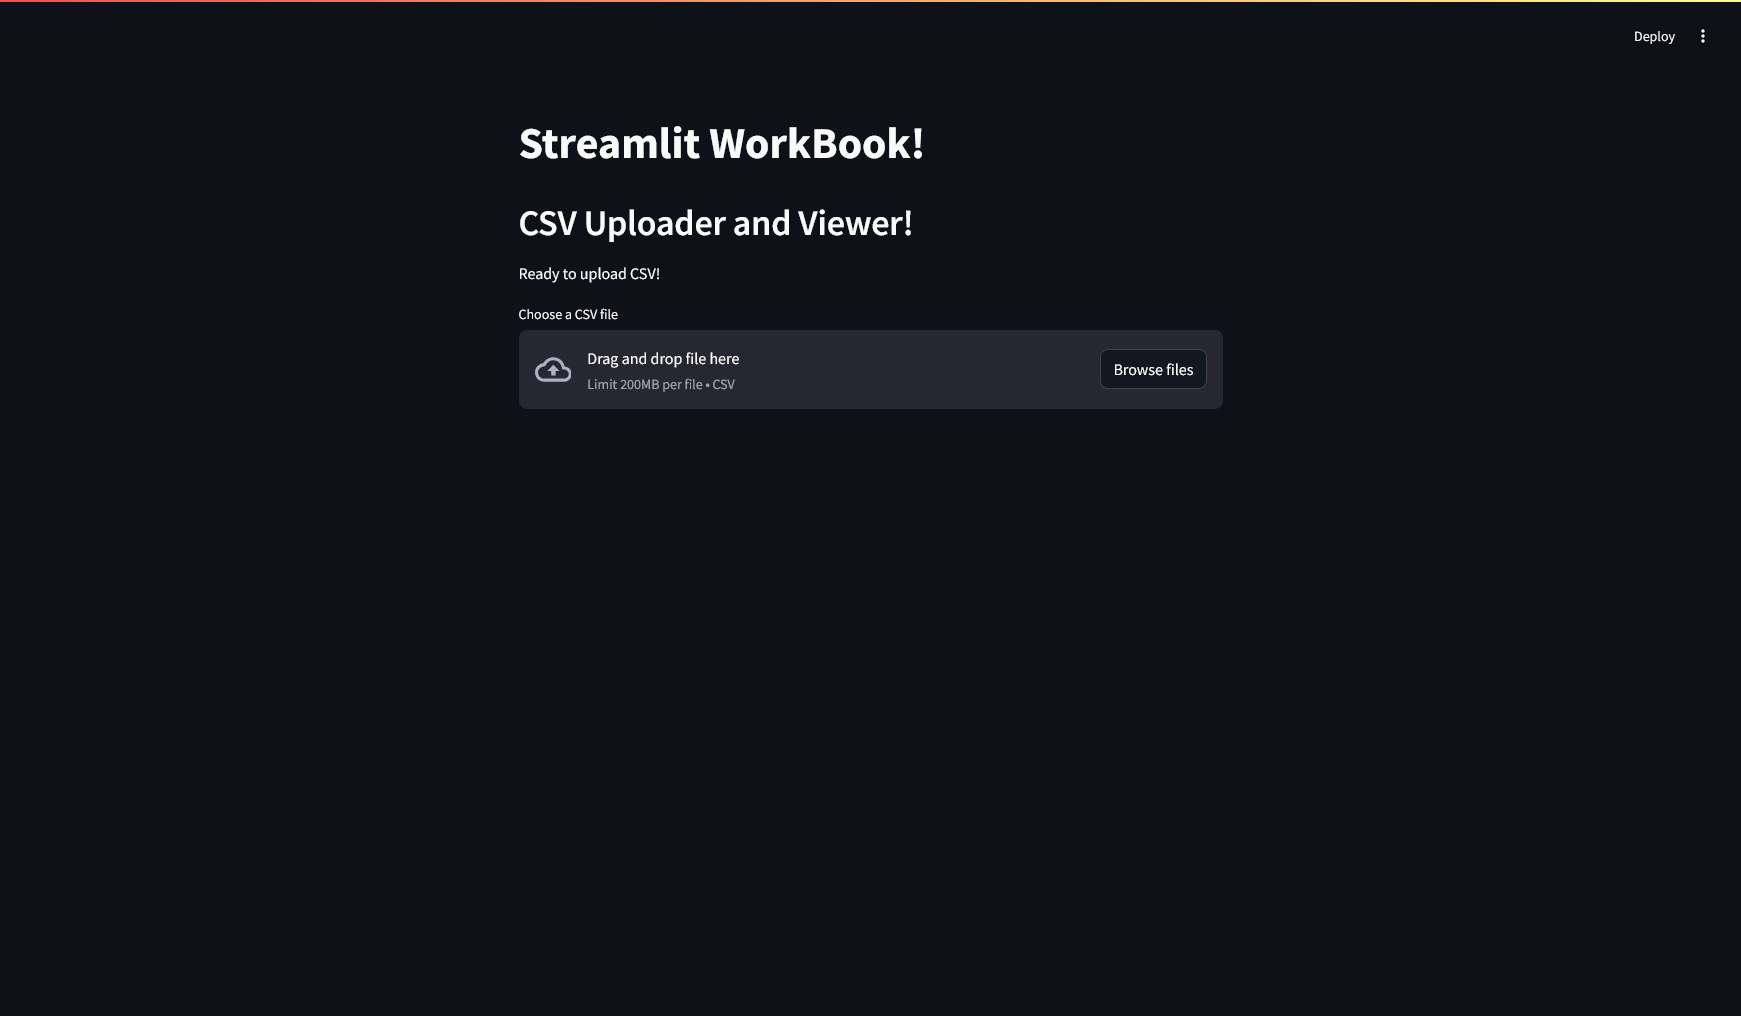 Deploy
Streamlit WorkBook!
CSV Uploader and Viewer!
Ready to upload CSV!
Choose a CSV file
Drag and drop file here
Limit 200MB per file • CSV
Browse files